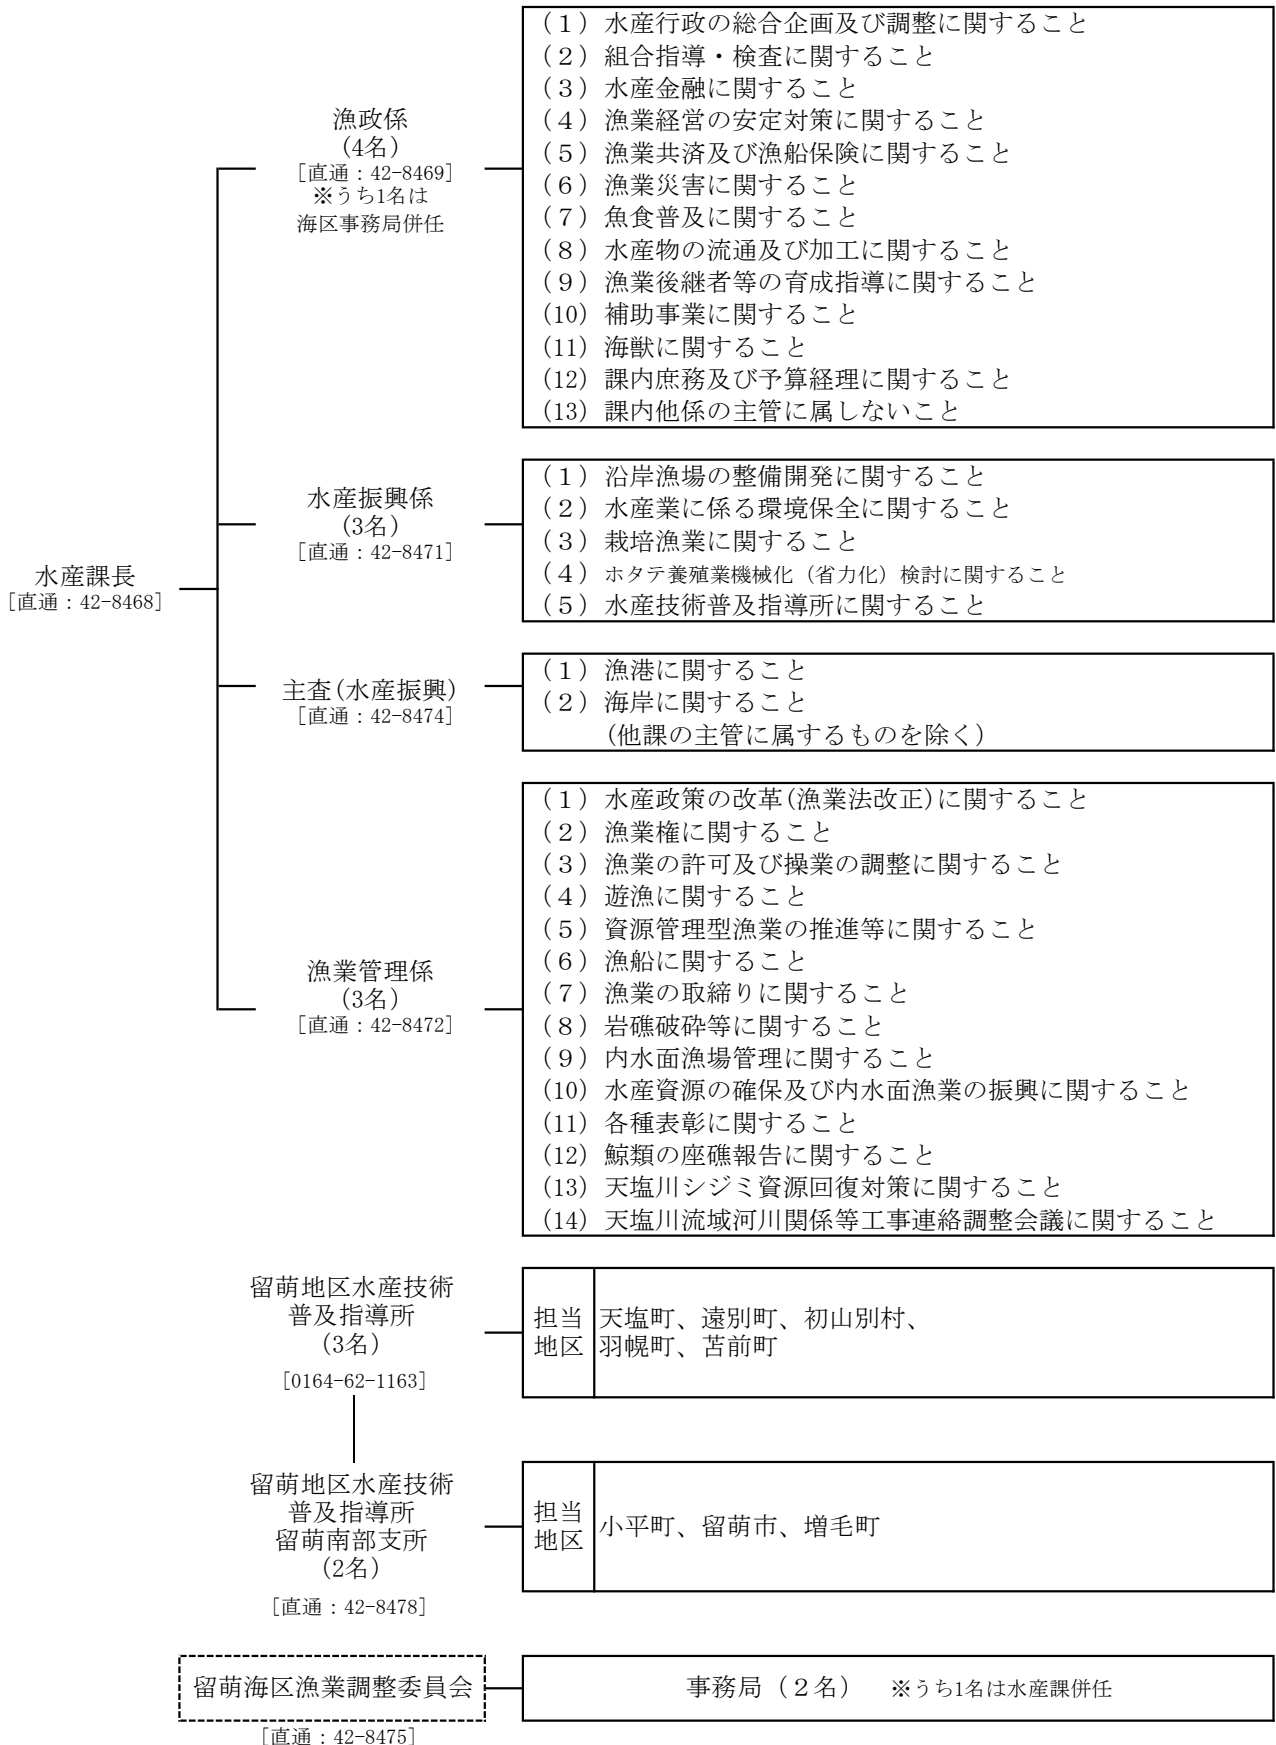 水産課長
[直通：42-8468]
漁政係
(4名)
[直通：42-8469]
※うち1名は
海区事務局併任
（１）水産行政の総合企画及び調整に関すること
（２）組合指導・検査に関すること
（３）水産金融に関すること
（４）漁業経営の安定対策に関すること
（５）漁業共済及び漁船保険に関すること
（６）漁業災害に関すること
（７）魚食普及に関すること
（８）水産物の流通及び加工に関すること
（９）漁業後継者等の育成指導に関すること
(10) 補助事業に関すること
(11) 海獣に関すること
(12) 課内庶務及び予算経理に関すること
(13) 課内他係の主管に属しないこと
水産振興係
(3名)
[直通：42-8471]
（１）沿岸漁場の整備開発に関すること
（２）水産業に係る環境保全に関すること
（３）栽培漁業に関すること
（４）ホタテ養殖業機械化（省力化）検討に関すること
（５）水産技術普及指導所に関すること
主査(水産振興)
[直通：42-8474]
（１）漁港に関すること
（２）海岸に関すること
(他課の主管に属するものを除く)
漁業管理係
(3名)
[直通：42-8472]
（１）水産政策の改革(漁業法改正)に関すること
（２）漁業権に関すること
（３）漁業の許可及び操業の調整に関すること
（４）遊漁に関すること
（５）資源管理型漁業の推進等に関すること
（６）漁船に関すること
（７）漁業の取締りに関すること
（８）岩礁破砕等に関すること
（９）内水面漁場管理に関すること
(10) 水産資源の確保及び内水面漁業の振興に関すること
(11) 各種表彰に関すること
(12) 鯨類の座礁報告に関すること
(13) 天塩川シジミ資源回復対策に関すること
(14) 天塩川流域河川関係等工事連絡調整会議に関すること
留萌地区水産技術
普及指導所
(3名)
[0164-62-1163]
担当
地区
天塩町、遠別町、初山別村、
羽幌町、苫前町
留萌地区水産技術
普及指導所
留萌南部支所
(2名)
[直通：42-8478]
担当
地区
小平町、留萌市、増毛町
留萌海区漁業調整委員会
[直通：42-8475]
事務局（２名） ※うち1名は水産課併任